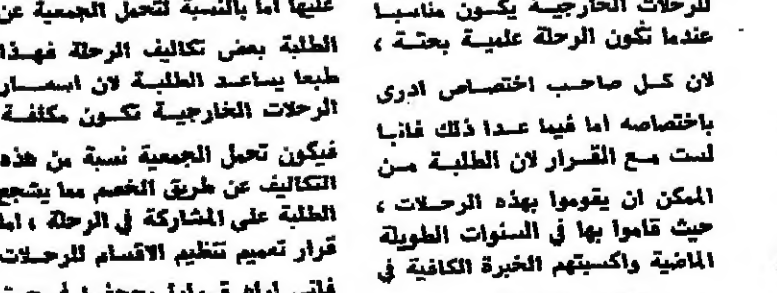 للرحلات الخارجية يكون مناسبا
عندما تكون الرحلة علمية بحتة ،
لان كل صاحب اختصاص ادرى
باختصاصه اما فيما عدا ذلك فانا
لست مع القرار لان الطلبة من
الممكن ان يقوموا بهذه الرحلات ،
حيث قاموا بها في السنوات الطويلة
الماضية واكسبتهم الخبرة الكافية في
عليها اما بالنسبة لتحمل الجمعية عن
الطلبة بعض تكاليف الرحلة فهذا
طبعا يساعد الطلبة لان اسعار
الرحلات الخارجية تكون مكلفة
فيكون تحمل الجمعية نسبة من هذه
التكاليف عن طريق الخصم مما يشجع
الطلبة على المشاركة في الرحلة ، اما
قرار تعميم تنظيم الاقسام للرحلات